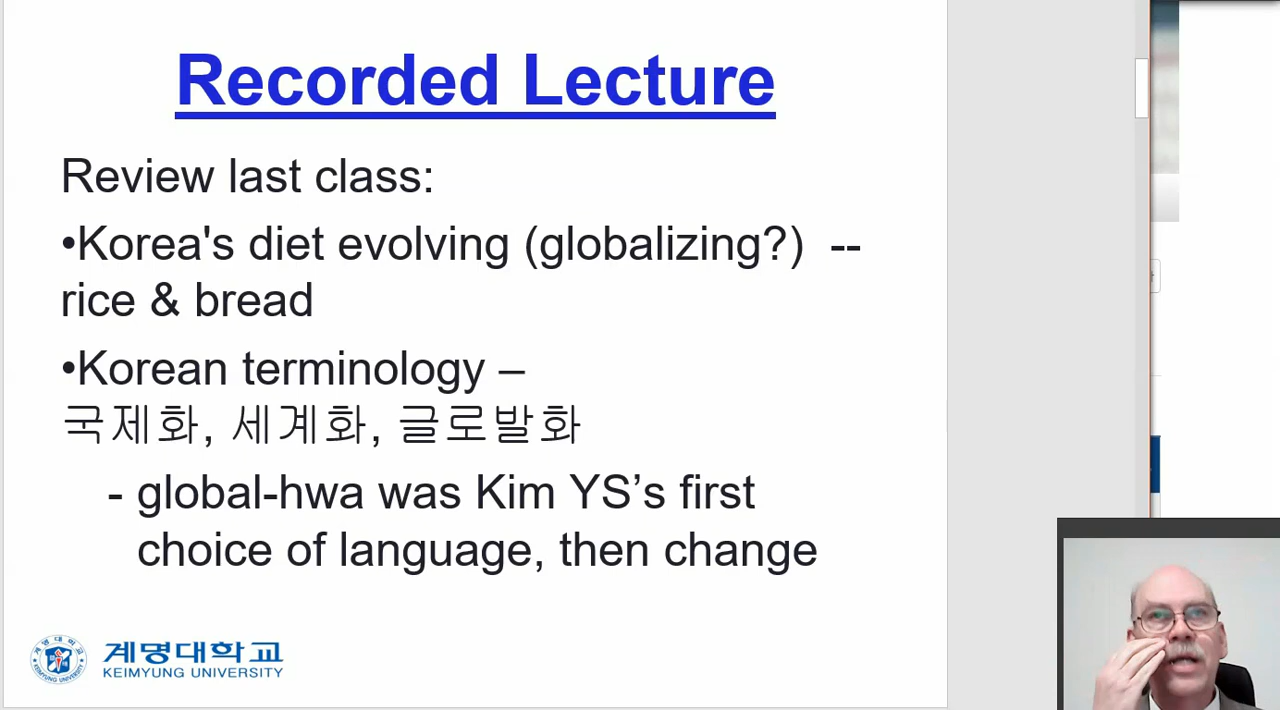 Recorded Lecture
Review last class:
•Korea's diet evolving (globalizing?)  --
rice & bread
•Korean terminology –
국제화, 세계화, 글로발화
- global-hwa was Kim YS’s first
choice of language, then change
계명대학교
KEIMYUNG UNIVERSITY